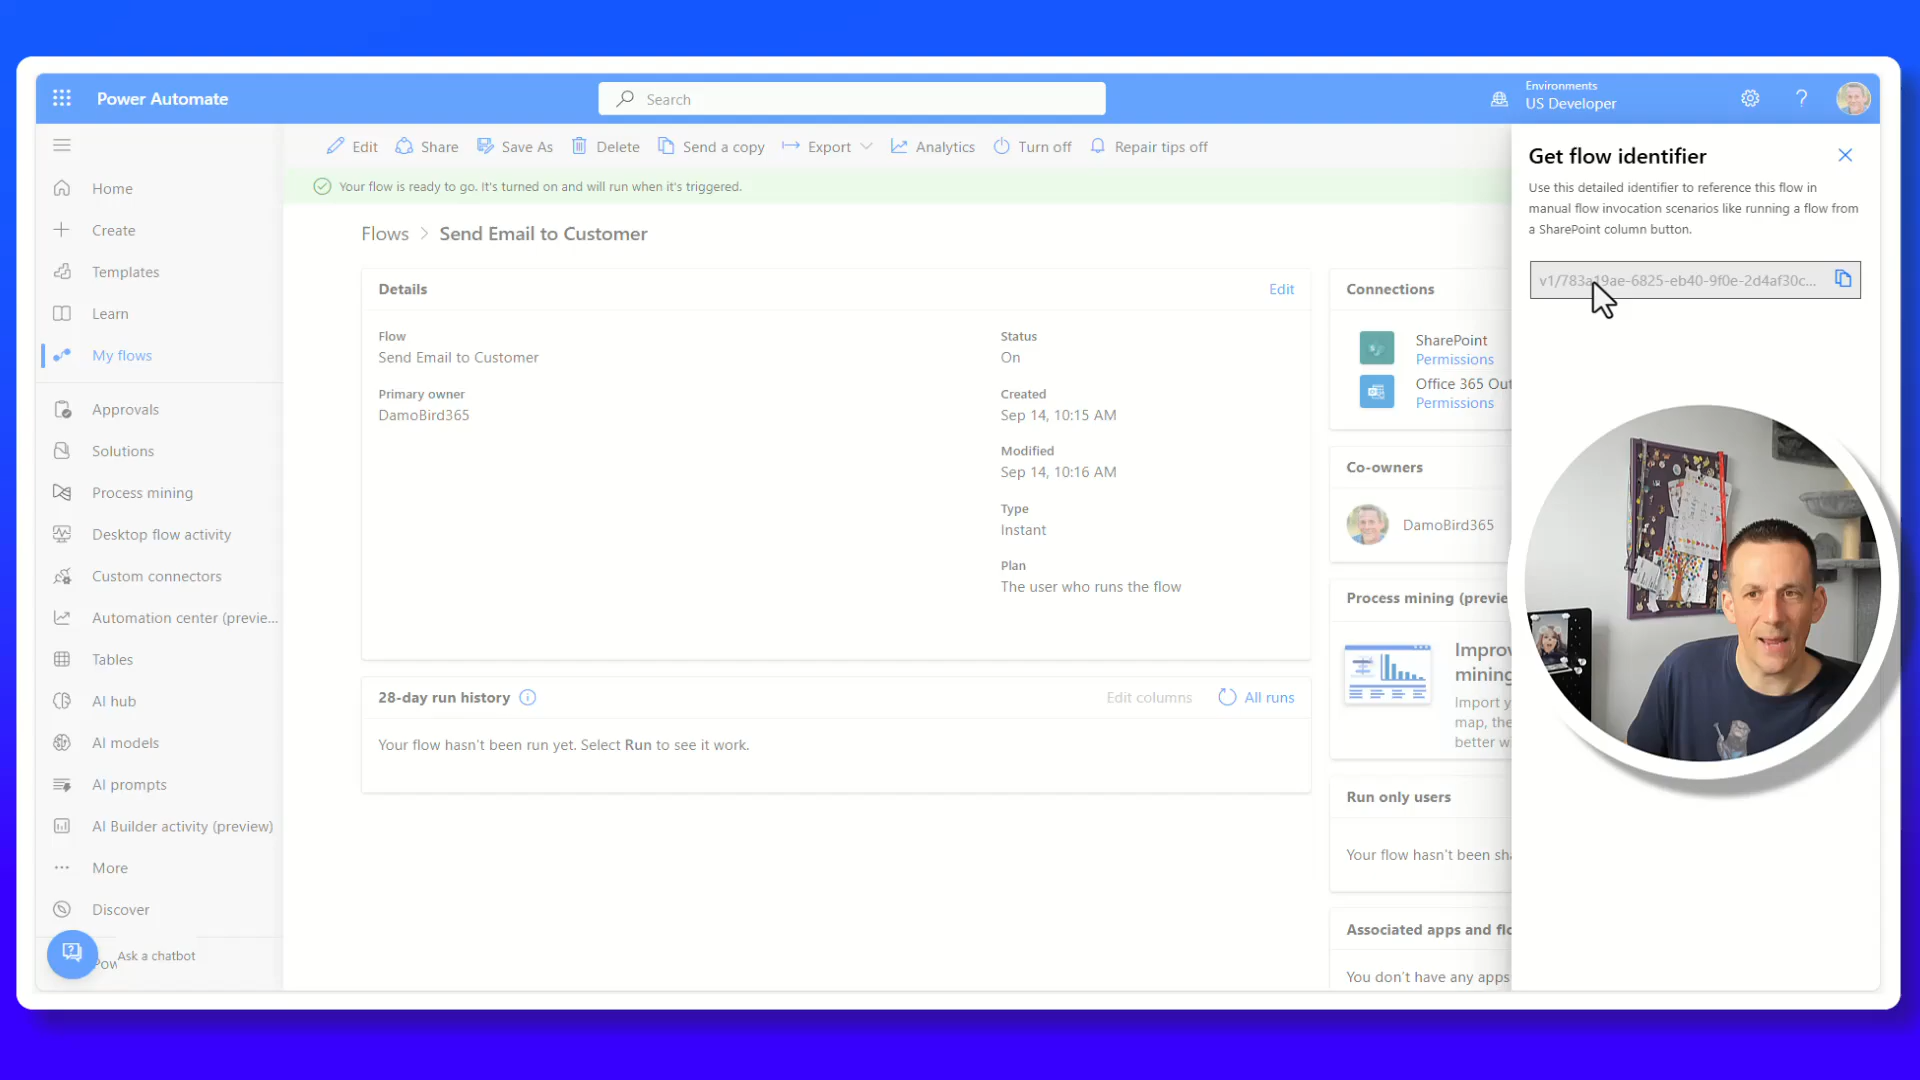 Power Automate
Search
Environments
US Developer
?
Edit
Share
Save As
Delete
Send a copy
Export
Analytics
Turn off
Repair tips off
Your flow is ready to go. It's turned on and will run when it's triggered.
Home
Create
Templates
Learn
My flows
Approvals
Solutions
Process mining
Desktop flow activity
Custom connectors
Automation center (previe...
Tables
AI hub
AI models
AI prompts
AI Builder activity (preview)
More
Discover
Pow
Ask a chatbot
Flows > Send Email to Customer
Details
Edit
Flow
Send Email to Customer
Primary owner
DamoBird365
Status
On
Created
Sep 14, 10:15 AM
Modified
Sep 14, 10:16 AM
Type
Instant
Plan
The user who runs the flow
28-day run history
Edit columns
All runs
Your flow hasn't been run yet. Select Run to see it work.
Connections
SharePoint
Permissions
Office 365 Out
Permissions
Co-owners
DamoBird365
Process mining (previe
Improv
mining
Import y
map, the
better w
Run only users
Your flow hasn't been sh
Associated apps and flo
You don't have any apps
Get flow identifier
Use this detailed identifier to reference this flow in
manual flow invocation scenarios like running a flow from
a SharePoint column button.
v1/783a19ae-6825-eb40-9f0e-2d4af30c...